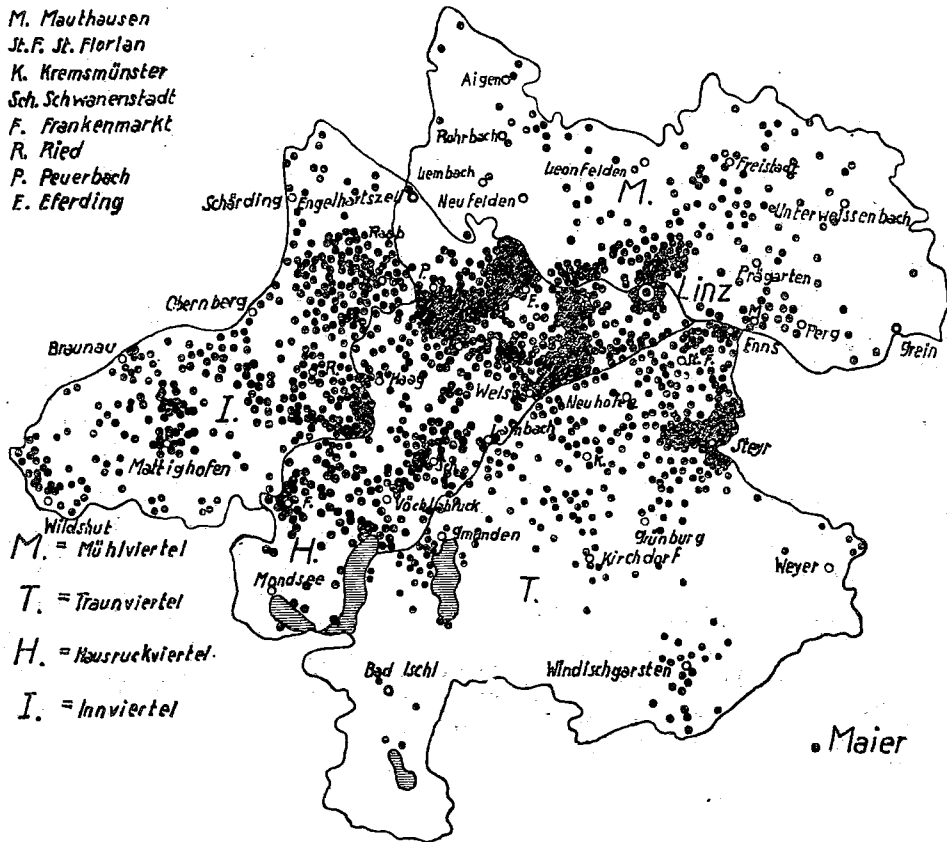 M. Mauthausen
St.F. St. Florian
K. Kremsmünster
Sch. Schwanenstadt
F. Frankenmarkt
R. Ried
P. Peuerbach
E. Eferding
Aigen
Rohrbach
Lembach
Neufelden
Leonfelden
M.
Freistadt
Unterweissenbach
Schärding
Engelhartszell
Raab
P.
E.
Linz
Prägarten
M.
Perg
Grein
Obernberg
Braunau
R.
Haag
Wels
St.F.
Enns
I.
Neuhofen
Lambach
Steyr
Mattighofen
Sch.
K.
Wildshut
F.
Vöcklabruck
Gmunden
Grünburg
Kirchdorf
Weyer
H.
Mondsee
T.
M. = Mühlviertel
T. = Traunviertel
H. = Hausruckviertel.
I. = Innviertel
Bad Ischl
Windischgarsten
Maier